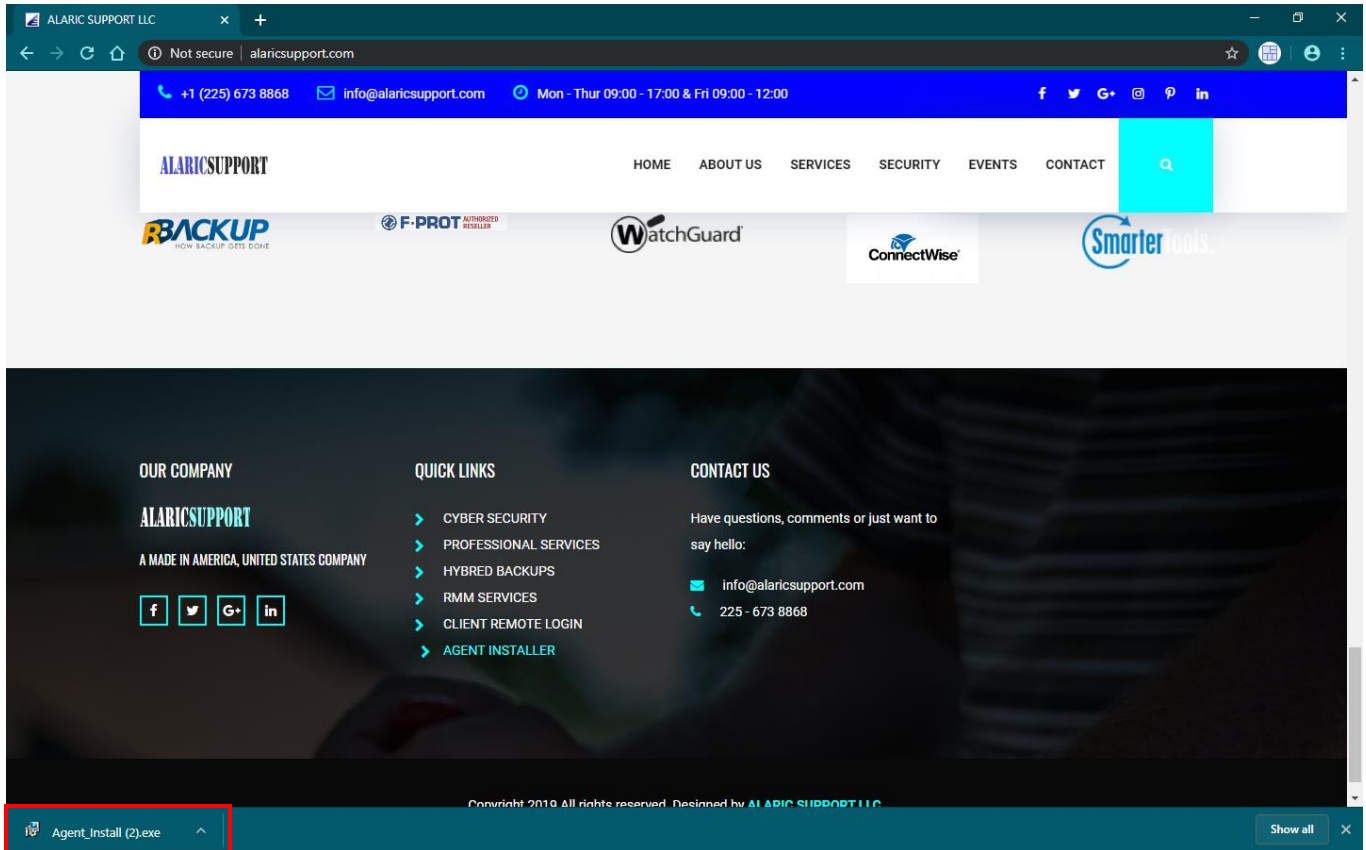 ALARIC SUPPORT LLC
Not secure | alaricsupport.com
+1 (225) 673 8868 info@alaricsupport.com Mon - Thur 09:00 - 17:00 & Fri 09:00 - 12:00 f G+ in
ALARICSUPPORT HOME ABOUT US SERVICES SECURITY EVENTS CONTACT
RBACKUP
HOW BACKUP GETS DONE
F-PROT AUTHORIZED RESELLER
WatchGuard
ConnectWise
SmarterTools.
OUR COMPANY
ALARICSUPPORT
A MADE IN AMERICA, UNITED STATES COMPANY
f G+ in
QUICK LINKS
CYBER SECURITY
PROFESSIONAL SERVICES
HYBRED BACKUPS
RMM SERVICES
CLIENT REMOTE LOGIN
AGENT INSTALLER
CONTACT US
Have questions, comments or just want to
say hello:
info@alaricsupport.com
225 - 673 8868
Copyright 2019 All rights reserved. Designed by ALARIC SUPPORT LLC
Agent_Install (2).exe Show all